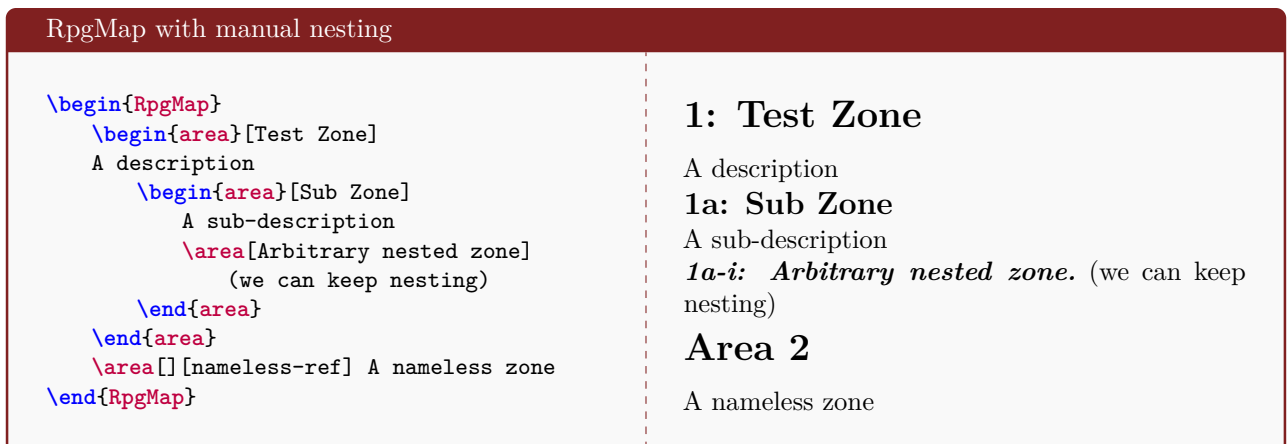 RpgMap with manual nesting
\begin{RpgMap}
\begin{area}[Test Zone]
A description
\begin{area}[Sub Zone]
A sub-description
\area[Arbitrary nested zone]
(we can keep nesting)
\end{area}
\end{area}
\area[][nameless-ref] A nameless zone
\end{RpgMap}
1: Test Zone
A description
1a: Sub Zone
A sub-description
1a-i: Arbitrary nested zone. (we can keep
nesting)
Area 2
A nameless zone